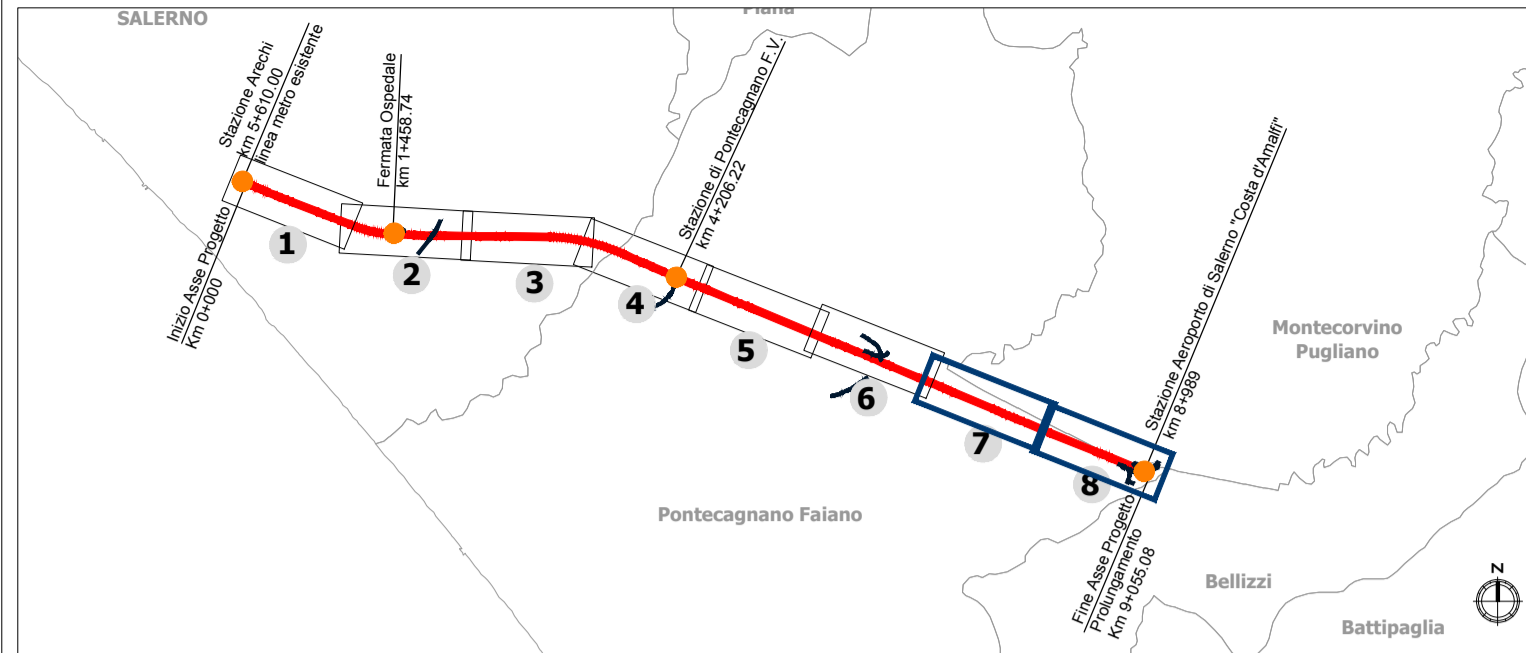 SALERNO
Piana
Stazione Arechi
km 5+610.00
linea metro esistente
Fermata Ospedale
km 1+458.74
Stazione di Pontecagnano F.V.
km 4+206.22
Stazione Aeroporto di Salerno "Costa d'Amalfi"
km 8+989
Inizio Asse Progetto
Km 0+000
1
2
3
4
5
6
7
8
Montecorvino
Pugliano
Pontecagnano Faiano
Fine Asse Progetto
Prolungamento
Km 9+055.08
Bellizzi
Battipaglia
N